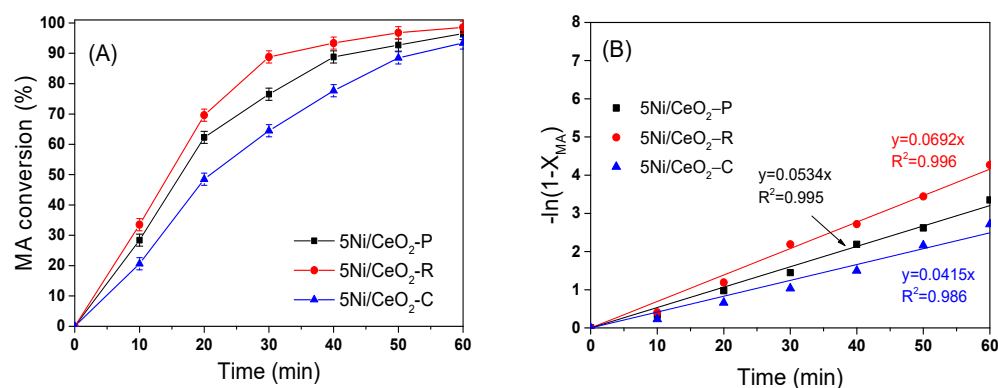 (A)
MA conversion (%)
100
90
80
70
60
50
40
30
20
10
0
5Ni/CeO₂-P
5Ni/CeO₂-R
5Ni/CeO₂-C
0 10 20 30 40 50 60
Time (min)
(B)
-ln(1-X_MA)
8
7
6
5
4
3
2
1
0
5Ni/CeO₂–P
5Ni/CeO₂–R
5Ni/CeO₂–C
y=0.0692x
R²=0.996
y=0.0534x
R²=0.995
y=0.0415x
R²=0.986
0 10 20 30 40 50 60
Time (min)